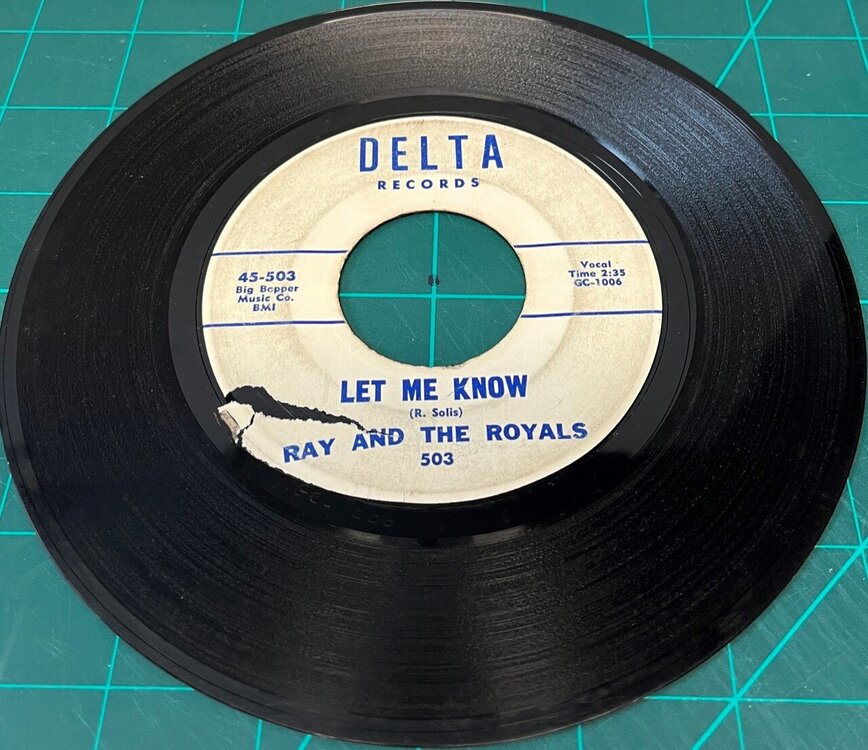 DELTA
RECORDS
45-503
Big Bopper
Music Co.
BMI
Vocal
Time 2:35
GC-1006
LET ME KNOW
(R. Solis)
RAY AND THE ROYALS
503